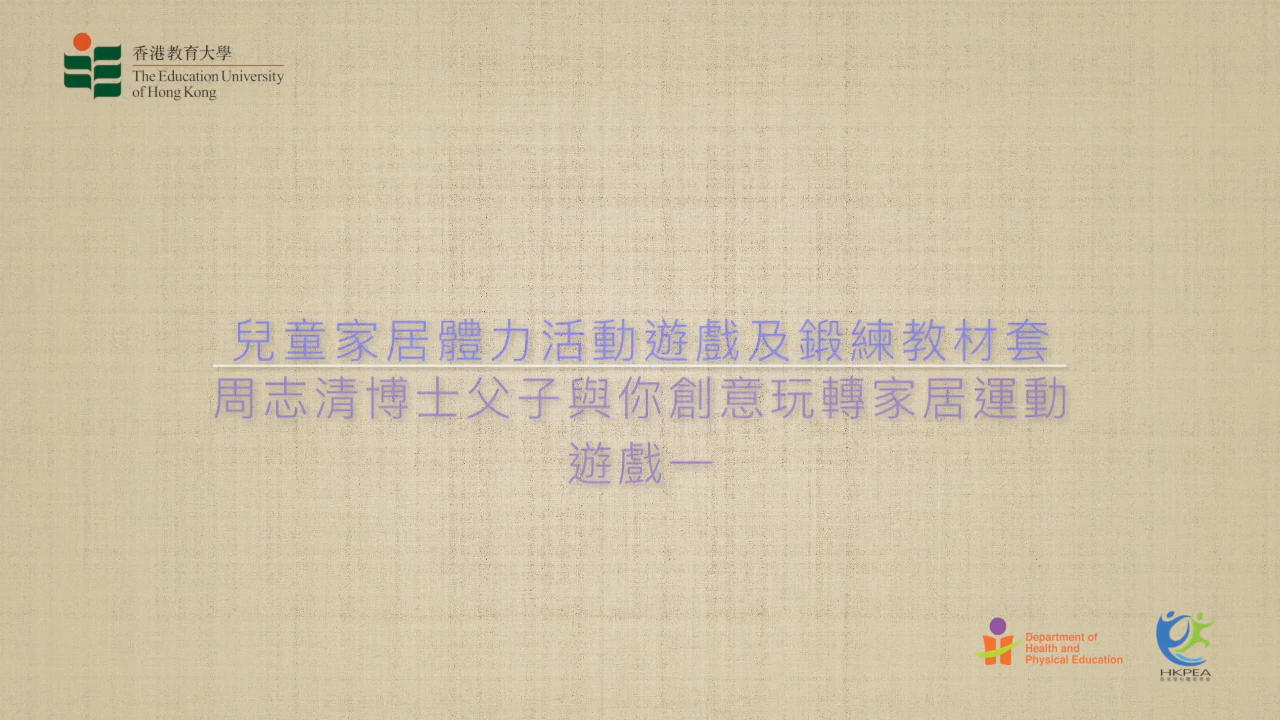 香港教育大學
The Education University
of Hong Kong
兒童家居體力活動遊戲及鍛練教材套
周志清博士父子與你創意玩轉家居運動
遊戲一
Department of
Health and
Physical Education
HKPEA